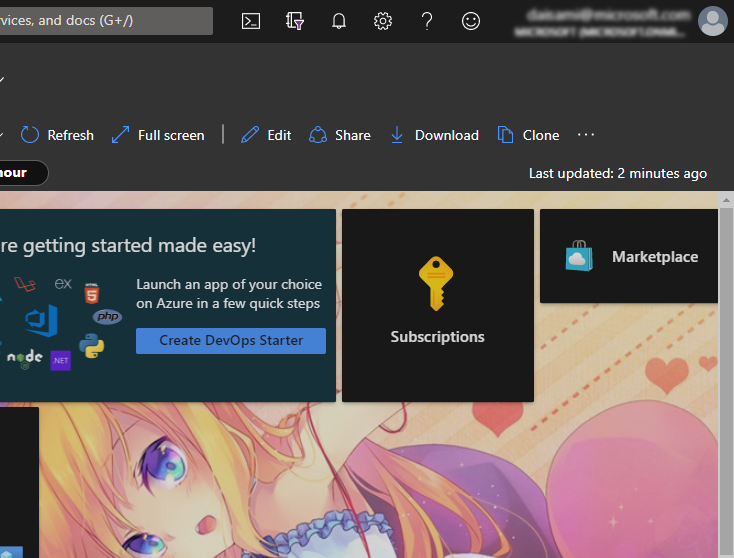 vices, and docs (G+/)
Refresh
Full screen
Edit
Share
Download
Clone
hour
Last updated: 2 minutes ago
re getting started made easy!
Launch an app of your choice
on Azure in a few quick steps
Create DevOps Starter
ex
php
node
.NET
Subscriptions
Marketplace